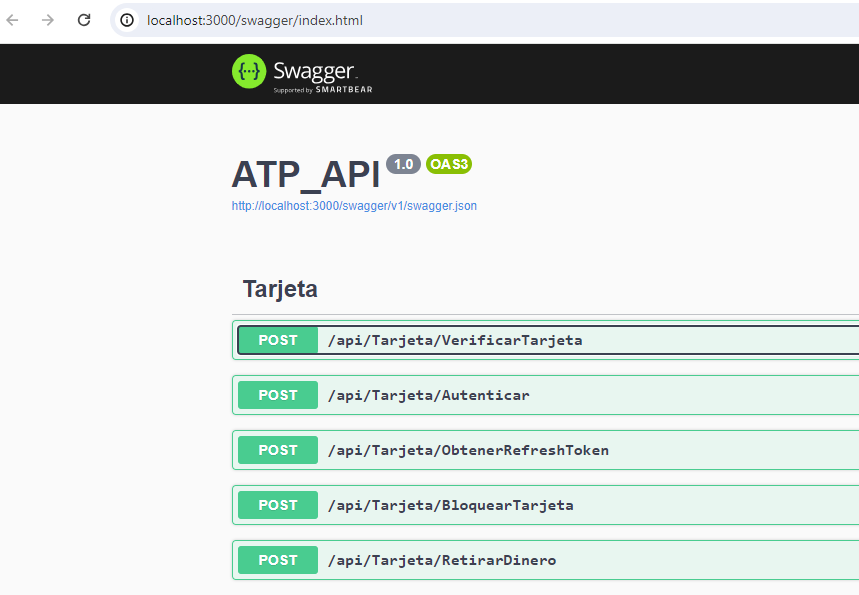 localhost:3000/swagger/index.html
{··} Swagger.
Supported by SMARTBEAR
ATP_API 1.0 OAS3
http://localhost:3000/swagger/v1/swagger.json
Tarjeta
POST /api/Tarjeta/VerificarTarjeta
POST /api/Tarjeta/Autenticar
POST /api/Tarjeta/ObtenerRefreshToken
POST /api/Tarjeta/BloquearTarjeta
POST /api/Tarjeta/RetirarDinero